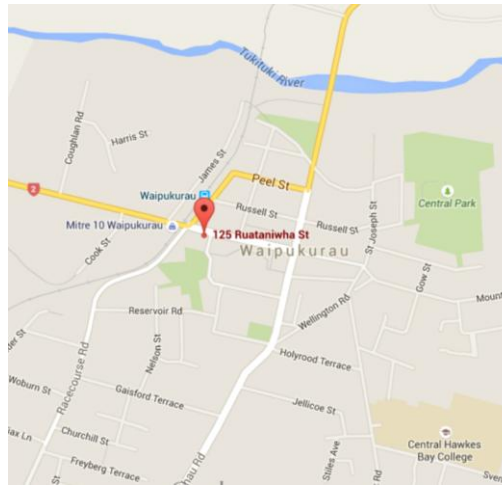 Tukituki River
Coughlan Rd
Harris St
James St
2
Waipukurau
Peel St
Russell St
Russell St
St Joseph St
Central Park
Mitre 10 Waipukurau
125 Ruataniwha St
Waipukurau
Cook St
Gow St
Mount
Reservoir Rd
Nelson St
Wellington Rd
Racecourse Rd
Holyrood Terrace
Woburn St
Gaisford Terrace
Jellicoe St
Churchill St
Freyberg Terrace
Stiles Ave
Central Hawkes
Bay College